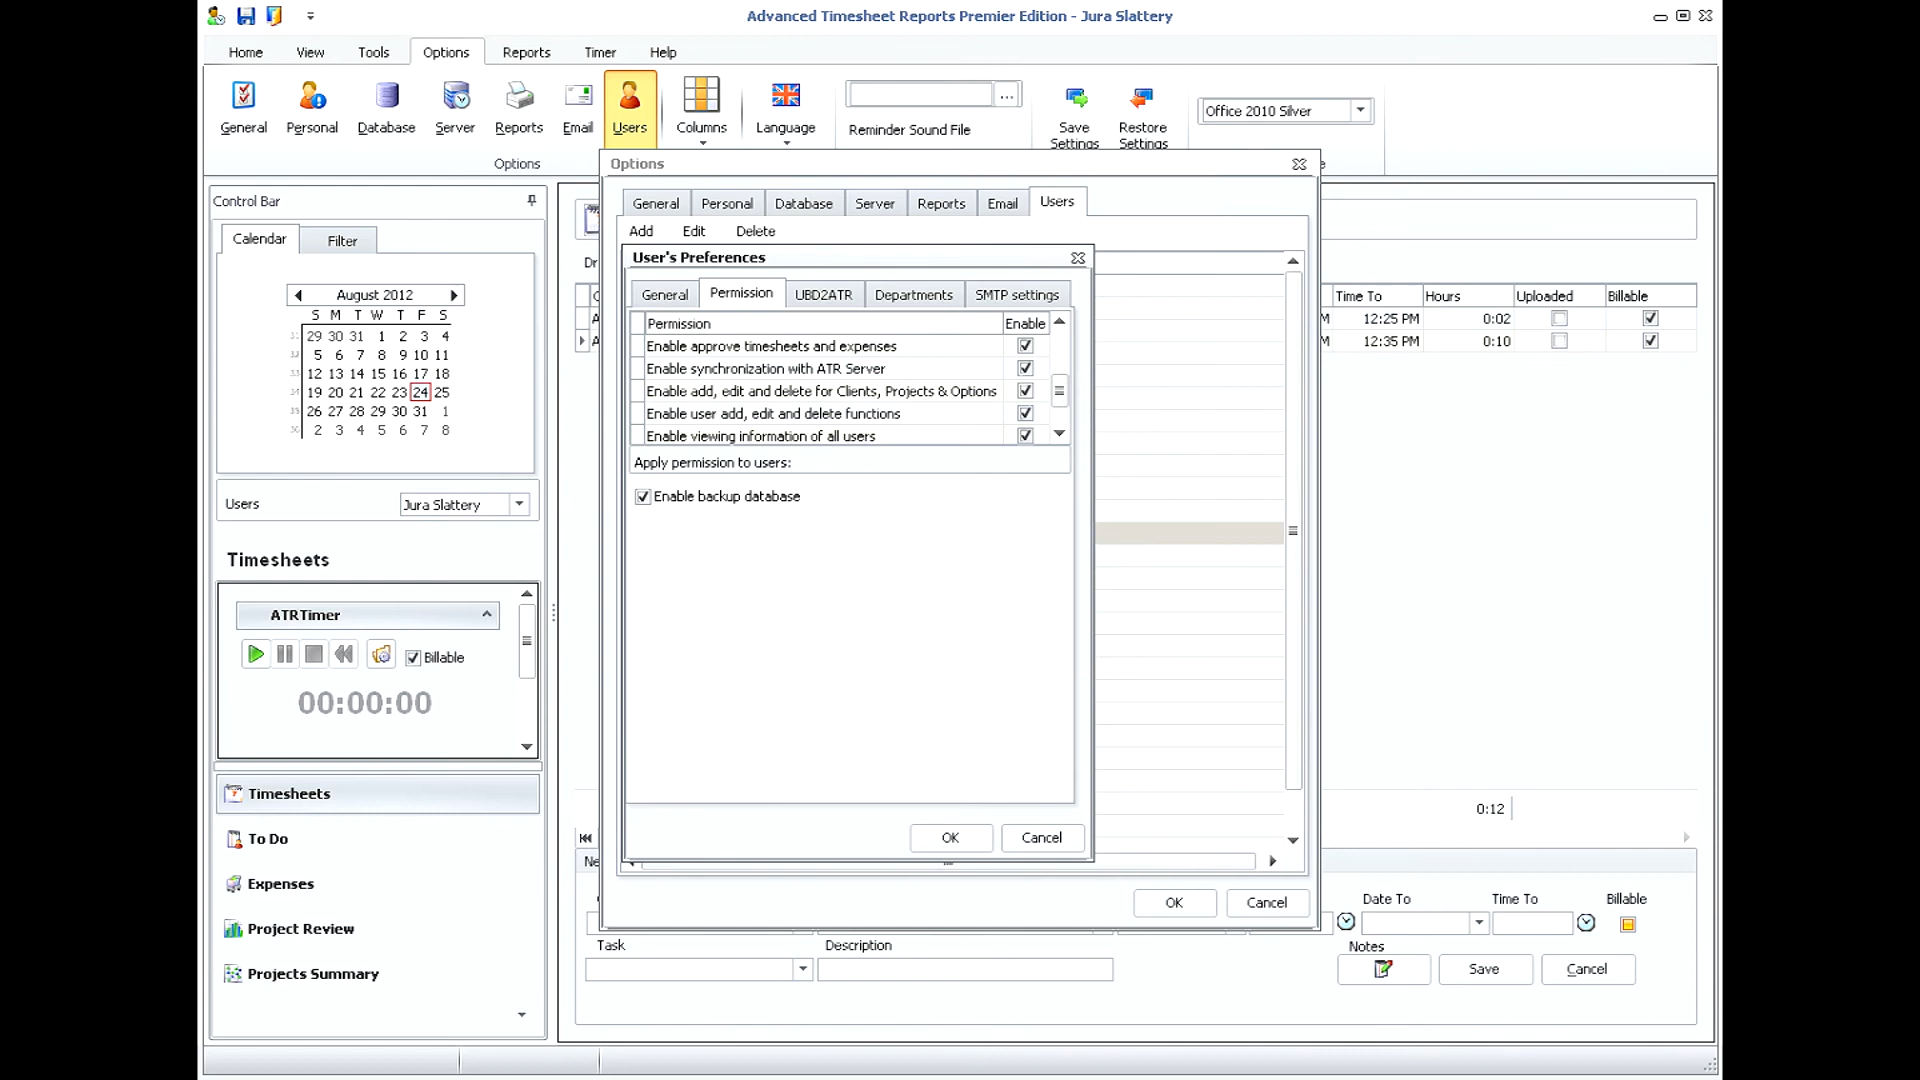 Advanced Timesheet Reports Premier Edition - Jura Slattery
Home View Tools Options Reports Timer Help
General Personal Database Server Reports Email Users Columns Language
...
Reminder Sound File
Save Settings
Restore Settings
Office 2010 Silver
Options
Control Bar
Calendar Filter
August 2012
S M T W T F S
29 30 31 1 2 3 4
5 6 7 8 9 10 11
12 13 14 15 16 17 18
19 20 21 22 23 24 25
26 27 28 29 30 31 1
2 3 4 5 6 7 8
Users Jura Slattery
Timesheets
ATRTimer
Billable
00:00:00
Timesheets
To Do
Expenses
Project Review
Projects Summary
Options
General Personal Database Server Reports Email Users
Add Edit Delete
User's Preferences
General Permission UBD2ATR Departments SMTP settings
Permission Enable
Enable approve timesheets and expenses
Enable synchronization with ATR Server
Enable add, edit and delete for Clients, Projects & Options
Enable user add, edit and delete functions
Enable viewing information of all users
Apply permission to users:
Enable backup database
OK Cancel
OK Cancel
Time To Hours Uploaded Billable
12:25 PM 0:02
12:35 PM 0:10
0:12
Date To Time To Billable
Task Description Notes
Save Cancel